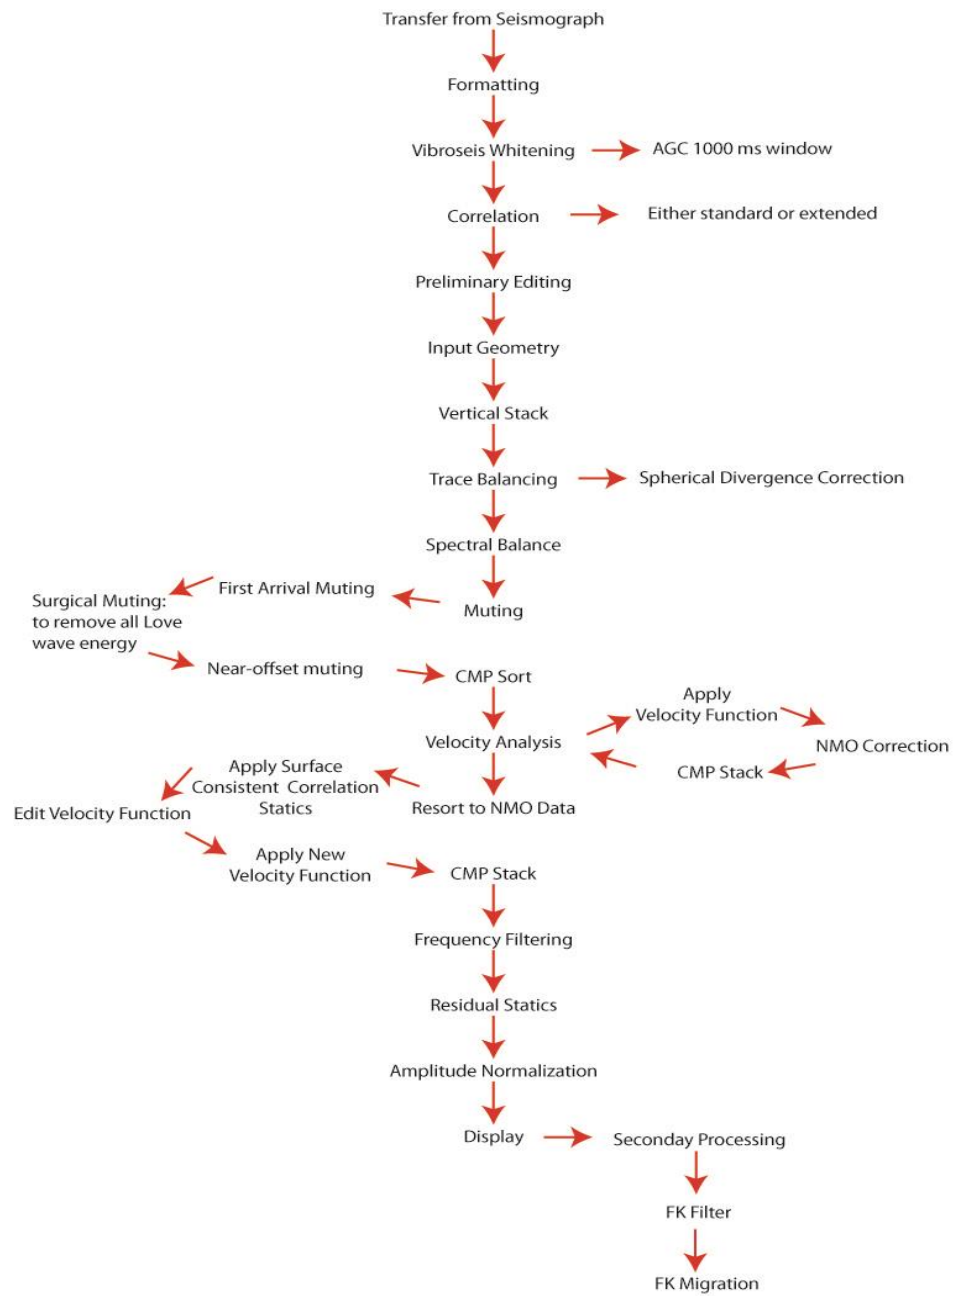 Transfer from Seismograph
Formatting
Vibroseis Whitening
AGC 1000 ms window
Correlation
Either standard or extended
Preliminary Editing
Input Geometry
Vertical Stack
Trace Balancing
Spherical Divergence Correction
Spectral Balance
Muting
First Arrival Muting
Surgical Muting:
to remove all Love
wave energy
Near-offset muting
CMP Sort
Velocity Analysis
Apply
Velocity Function
NMO Correction
CMP Stack
Resort to NMO Data
Apply Surface
Consistent Correlation
Statics
Edit Velocity Function
Apply New
Velocity Function
CMP Stack
Frequency Filtering
Residual Statics
Amplitude Normalization
Display
Seconday Processing
FK Filter
FK Migration